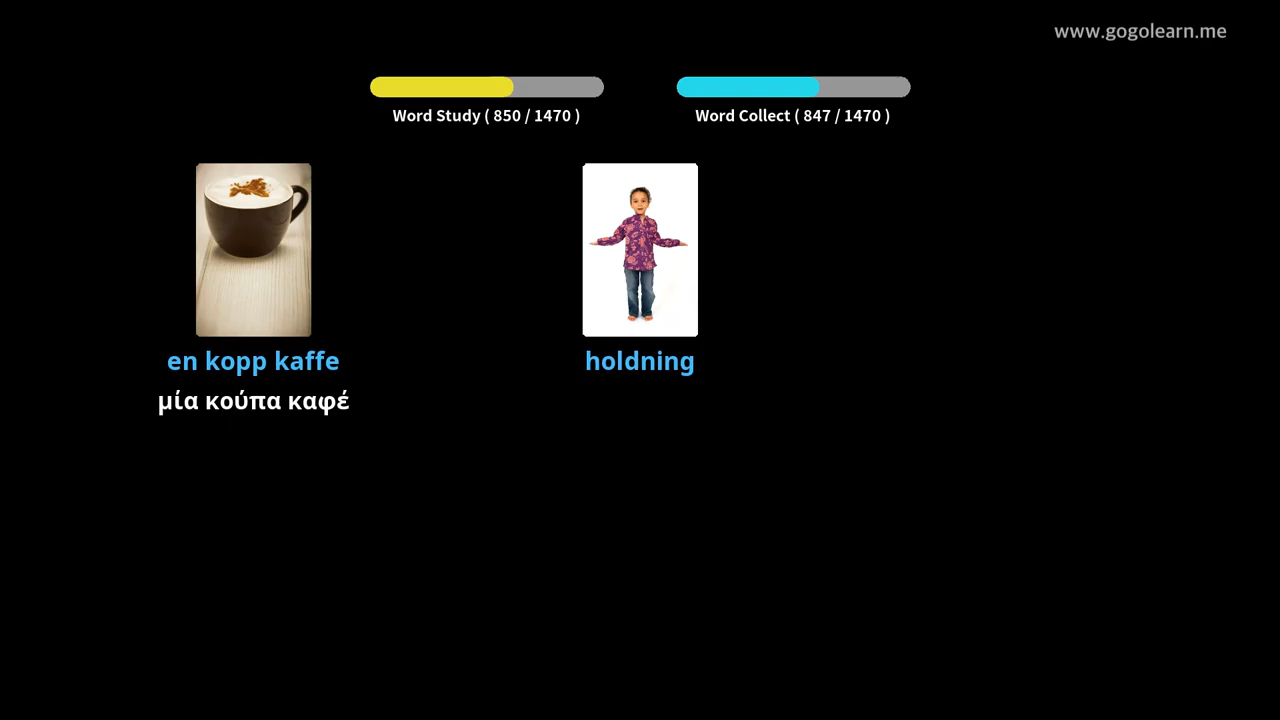 www.gogolearn.me
Word Study ( 850 / 1470 )
Word Collect ( 847 / 1470 )
en kopp kaffe
μία κούπα καφέ
holdning